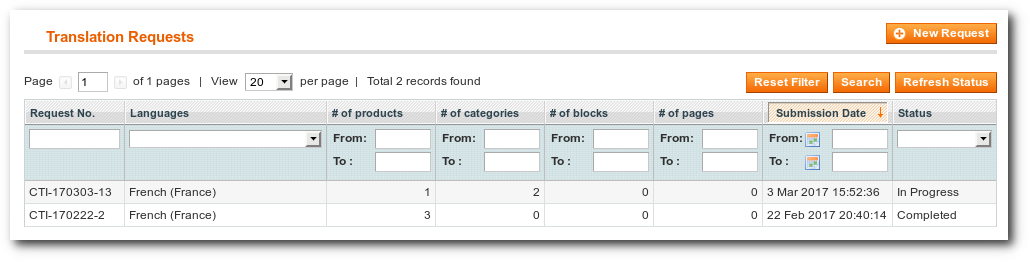 Translation Requests
New Request
Page 1 of 1 pages | View 20 per page | Total 2 records found
Reset Filter Search Refresh Status
Request No. Languages # of products # of categories # of blocks # of pages Submission Date Status
From: From: From: From: From:
To : To : To : To : To :
CTI-170303-13 French (France) 1 2 0 0 3 Mar 2017 15:52:36 In Progress
CTI-170222-2 French (France) 3 0 0 0 22 Feb 2017 20:40:14 Completed